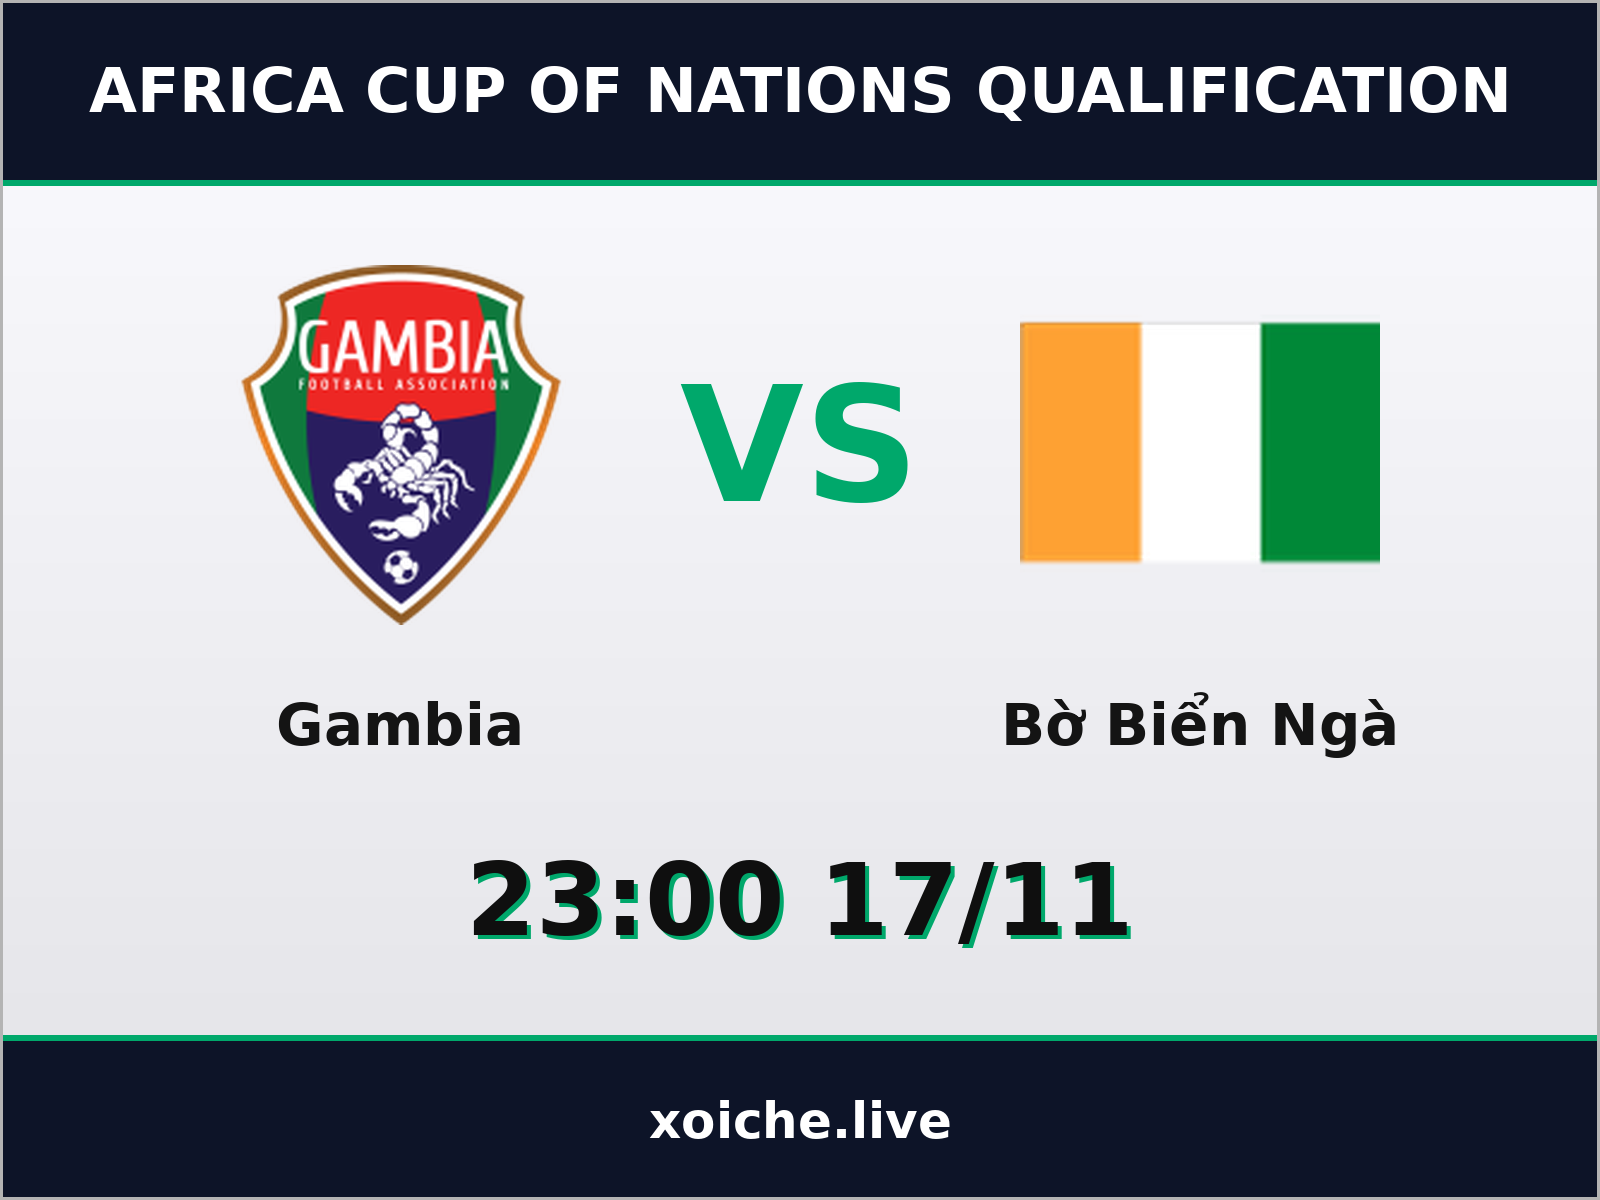 AFRICA CUP OF NATIONS QUALIFICATION
GAMBIA
FOOTBALL ASSOCIATION
VS
Gambia
Bờ Biển Ngà
23:00 17/11
xoiche.live